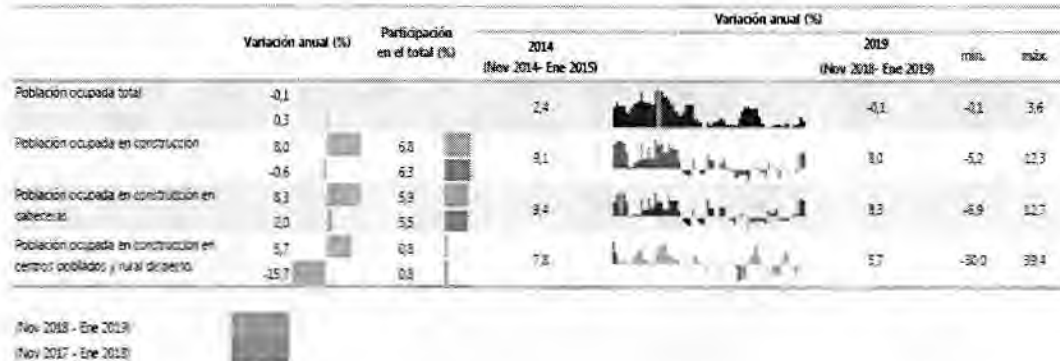 Variación anual (%)
Variación anual (%) Participación en el total (%) 2014 (Nov 2014- Ene 2015) 2019 (Nov 2018- Ene 2019) mín. máx.
Población ocupada total -0,1 2,4 -0,1 -0,1 3,6
0,3
Población ocupada en construcción 8,0 6,8 9,1 8,0 -5,2 12,3
-0,6 6,3
Población ocupada en construcción en cabeceras 8,3 5,9 9,4 8,3 12,7
2,0 5,5
Población ocupada en construcción en centros poblados y rural disperso 5,7 0,8 7,8 5,7 -30,0 39,4
-15,7 0,8
(Nov 2018 - Ene 2019)
(Nov 2017 - Ene 2018)